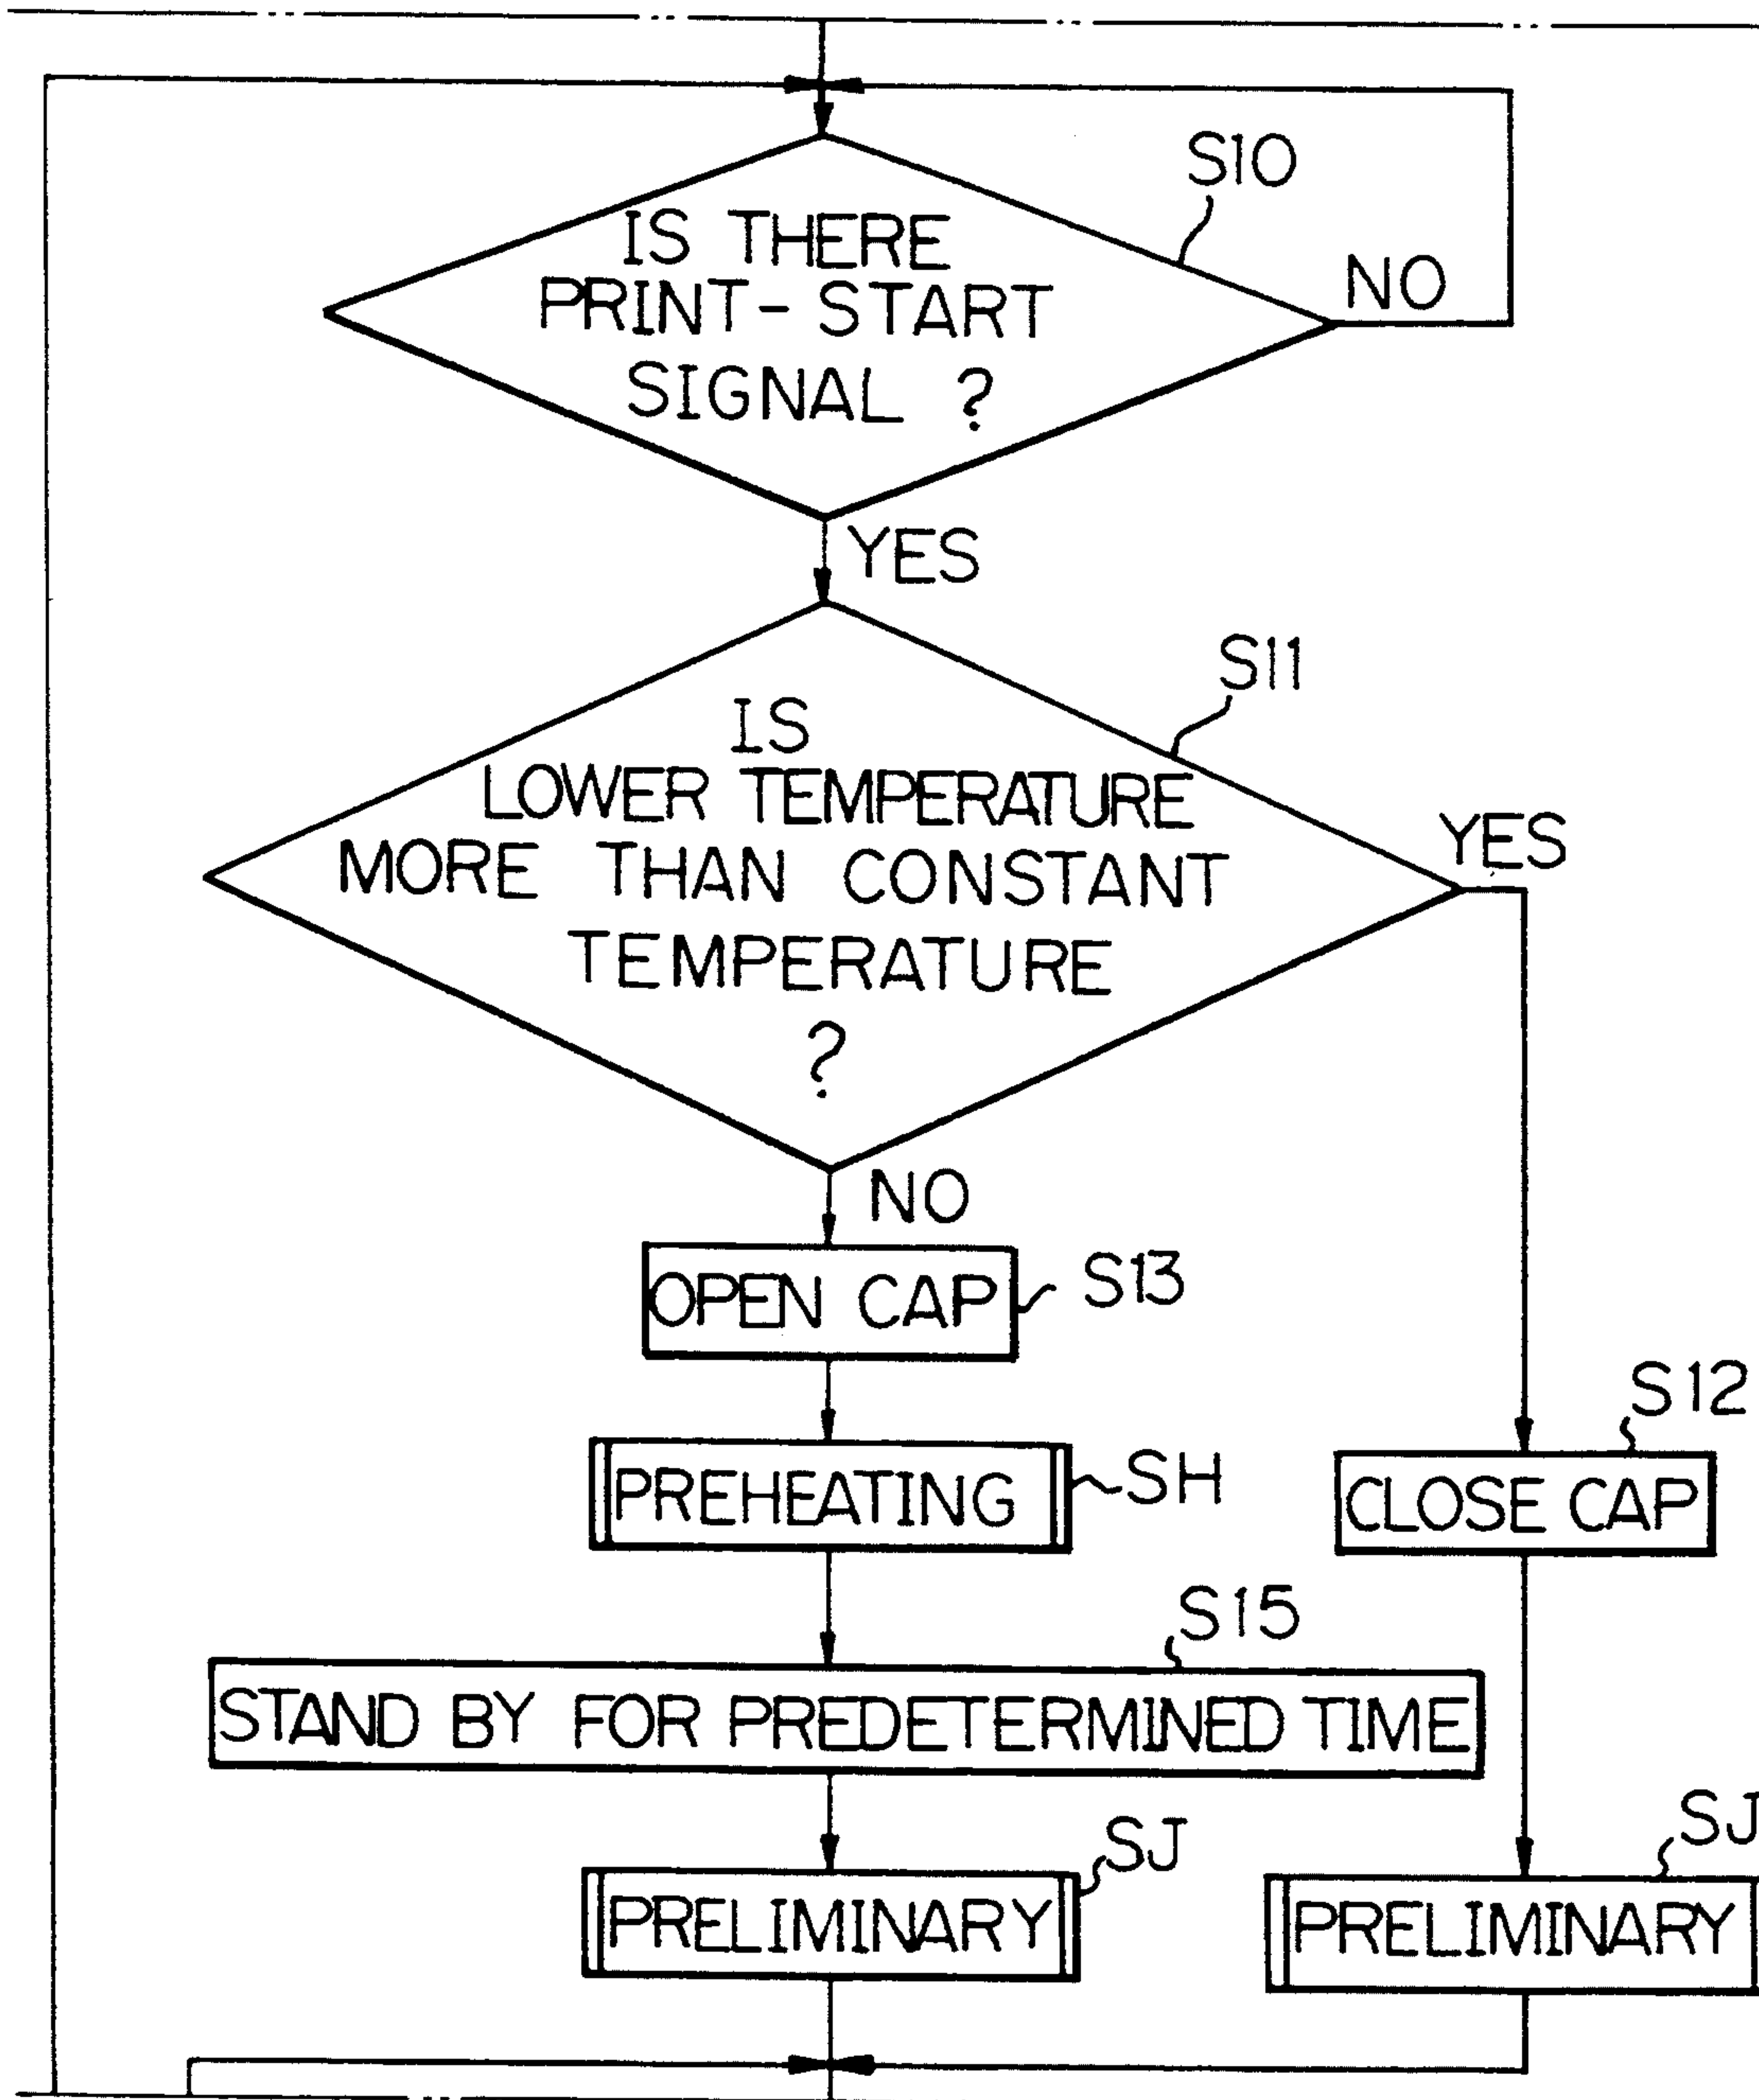 S10
IS THERE
PRINT-START
SIGNAL ?
NO
YES
S11
IS
LOWER TEMPERATURE
MORE THAN CONSTANT
TEMPERATURE
?
YES
NO
OPEN CAP
S13
S12
PREHEATING
SH
CLOSE CAP
S15
STAND BY FOR PREDETERMINED TIME
SJ
SJ
PRELIMINARY
PRELIMINARY